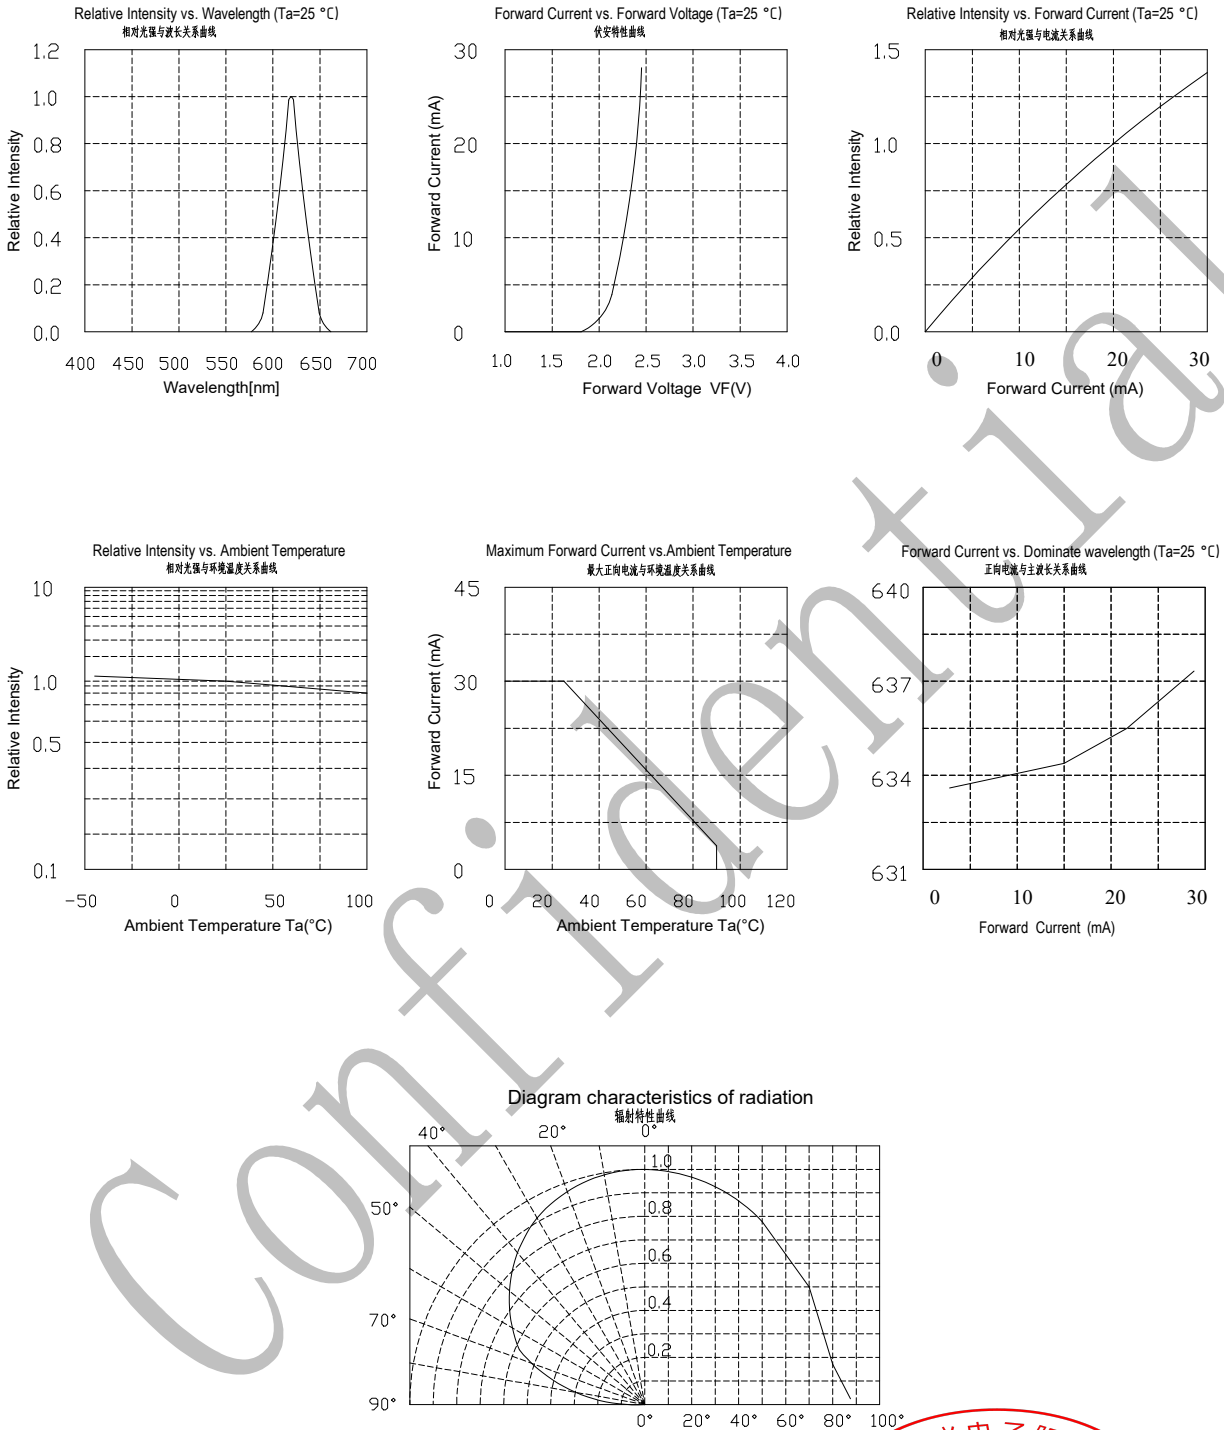 Relative Intensity vs. Wavelength (Ta=25 °C)
相对光强与波长关系曲线
1.2
1.0
0.8
0.6
0.4
0.2
0.0
Relative Intensity
400 450 500 550 600 650 700
Wavelength[nm]
Forward Current vs. Forward Voltage (Ta=25 °C)
伏安特性曲线
30
20
10
0
Forward Current (mA)
1.0 1.5 2.0 2.5 3.0 3.5 4.0
Forward Voltage VF(V)
Relative Intensity vs. Forward Current (Ta=25 °C)
相对光强与电流关系曲线
1.5
1.0
0.5
0.0
Relative Intensity
0 10 20 30
Forward Current (mA)
Relative Intensity vs. Ambient Temperature
相对光强与环境温度关系曲线
10
1.0
0.5
0.1
Relative Intensity
-50 0 50 100
Ambient Temperature Ta(°C)
Maximum Forward Current vs.Ambient Temperature
最大正向电流与环境温度关系曲线
45
30
15
0
Forward Current (mA)
0 20 40 60 80 100 120
Ambient Temperature Ta(°C)
Forward Current vs. Dominate wavelength (Ta=25 °C)
正向电流与主波长关系曲线
640
637
634
631
0 10 20 30
Forward Current (mA)
Diagram characteristics of radiation
辐射特性曲线
40° 20° 0°
50°
70°
90°
1.0
0.8
0.6
0.4
0.2
0° 20° 40° 60° 80° 100°
Confidential
电子